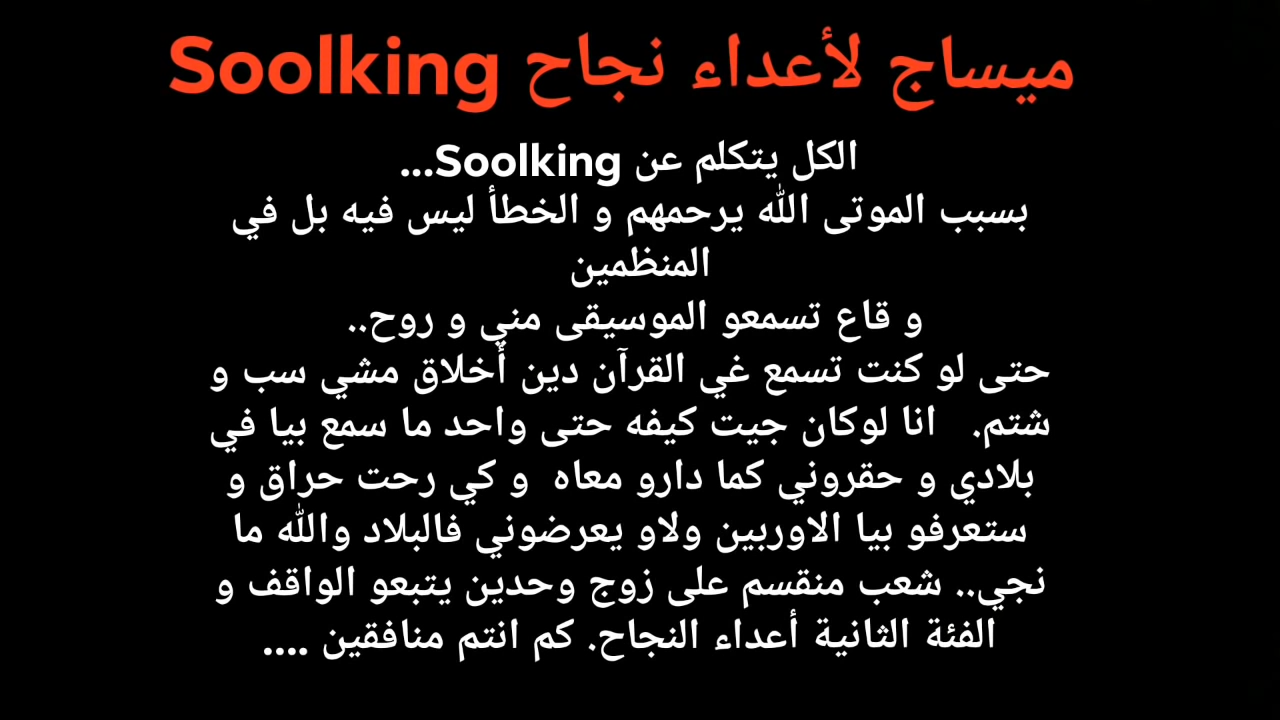 ميساج لأعداء نجاح Soolking
الكل يتكلم عن Soolking...
بسبب الموتى الله يرحمهم و الخطأ ليس فيه بل في
المنظمين
و قاع تسمعو الموسيقى مني و روح..
حتى لو كنت تسمع غي القرآن دين أخلاق مشي سب و
شتم. انا لوكان جيت كيفه حتى واحد ما سمع بيا في
بلادي و حقروني كما دارو معاه و كي رحت حراق و
ستعرفو بيا الاوربين ولاو يعرضوني فالبلاد والله ما
نجي.. شعب منقسم على زوج وحدين يتبعو الواقف و
الفئة الثانية أعداء النجاح. كم انتم منافقين ....